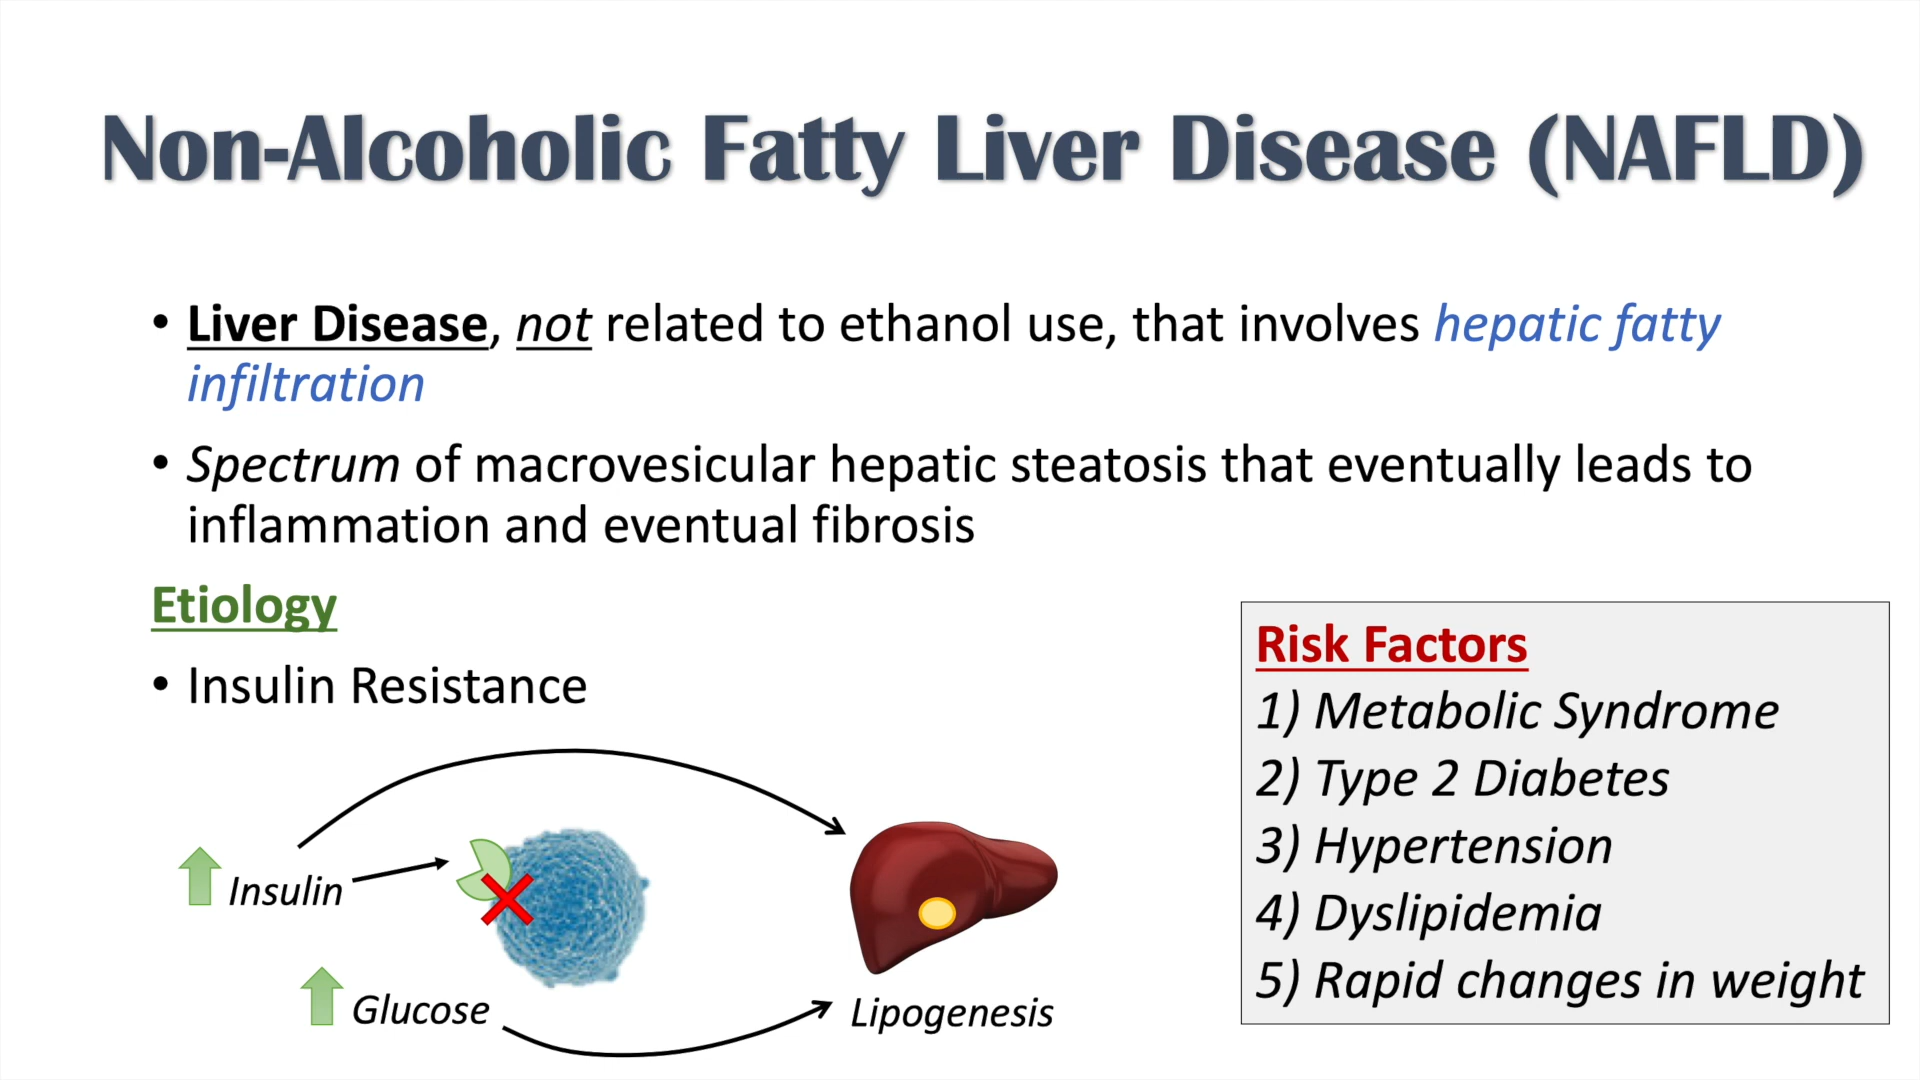 Non-Alcoholic Fatty Liver Disease (NAFLD)
• Liver Disease, not related to ethanol use, that involves hepatic fatty
infiltration
• Spectrum of macrovesicular hepatic steatosis that eventually leads to
inflammation and eventual fibrosis
Etiology
• Insulin Resistance
Insulin
Glucose
Lipogenesis
Risk Factors
1) Metabolic Syndrome
2) Type 2 Diabetes
3) Hypertension
4) Dyslipidemia
5) Rapid changes in weight